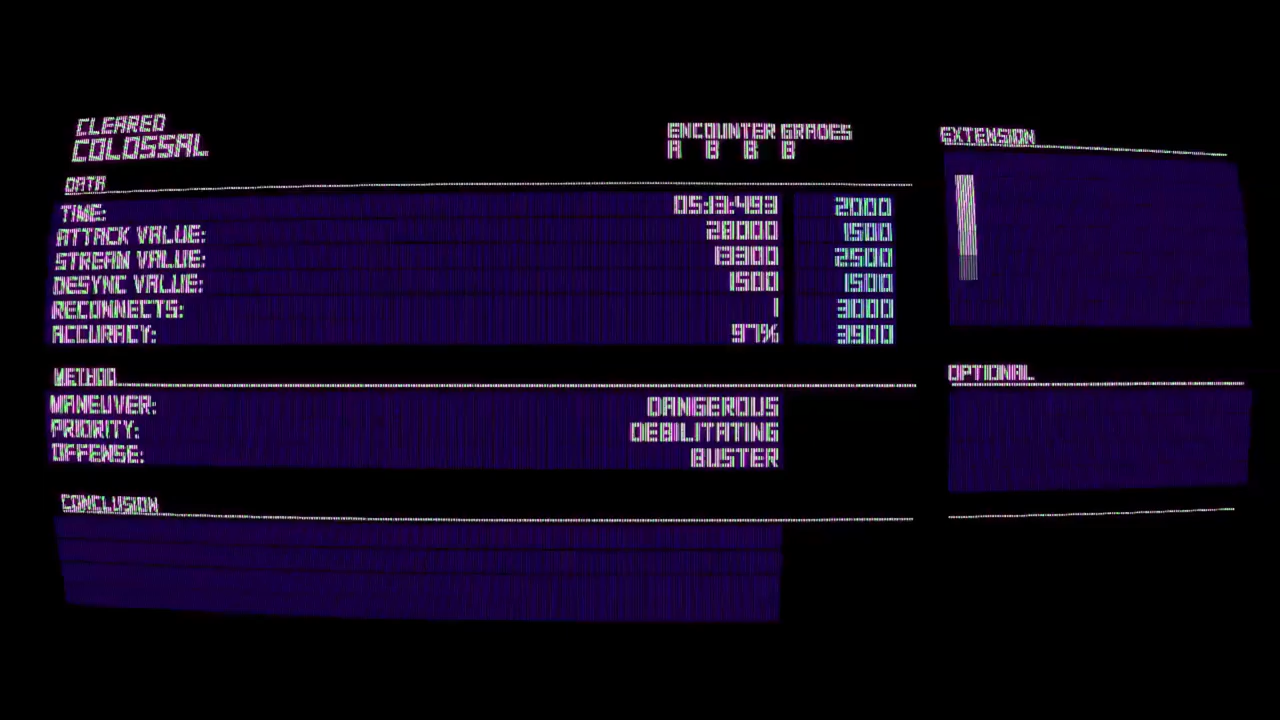 CLEARED
COLOSSAL
ENCOUNTER GRADES
A B B B
DATA
TIME: 05:13:493 2000
ATTACK VALUE: 28000 1500
STREAM VALUE: 13300 2500
DESYNC VALUE: 1500 1500
RECONNECTS: 1 3000
ACCURACY: 97% 3900
METHOD
MANEUVER: DANGEROUS
PRIORITY: DEBILITATING
OFFENSE: BUSTER
CONCLUSION
EXTENSION
OPTIONAL